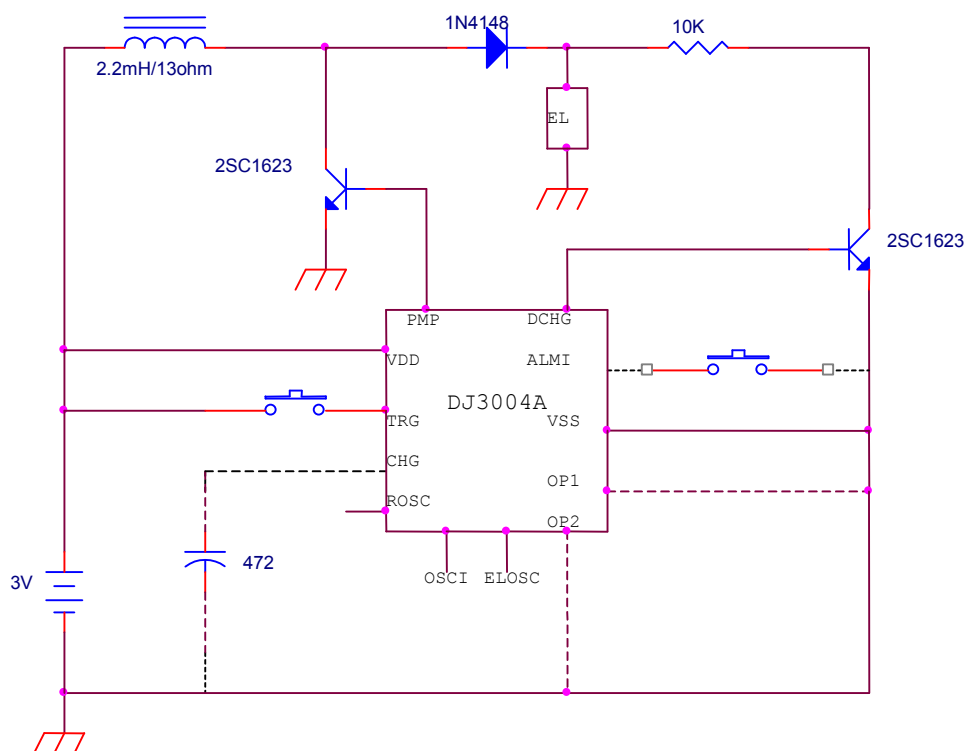 1N4148
10K
2.2mH/13ohm
EL
2SC1623
2SC1623
PMP
DCHG
VDD
ALMI
DJ3004A
TRG
VSS
CHG
OP1
ROSC
OP2
472
OSCI
ELOSC
3V